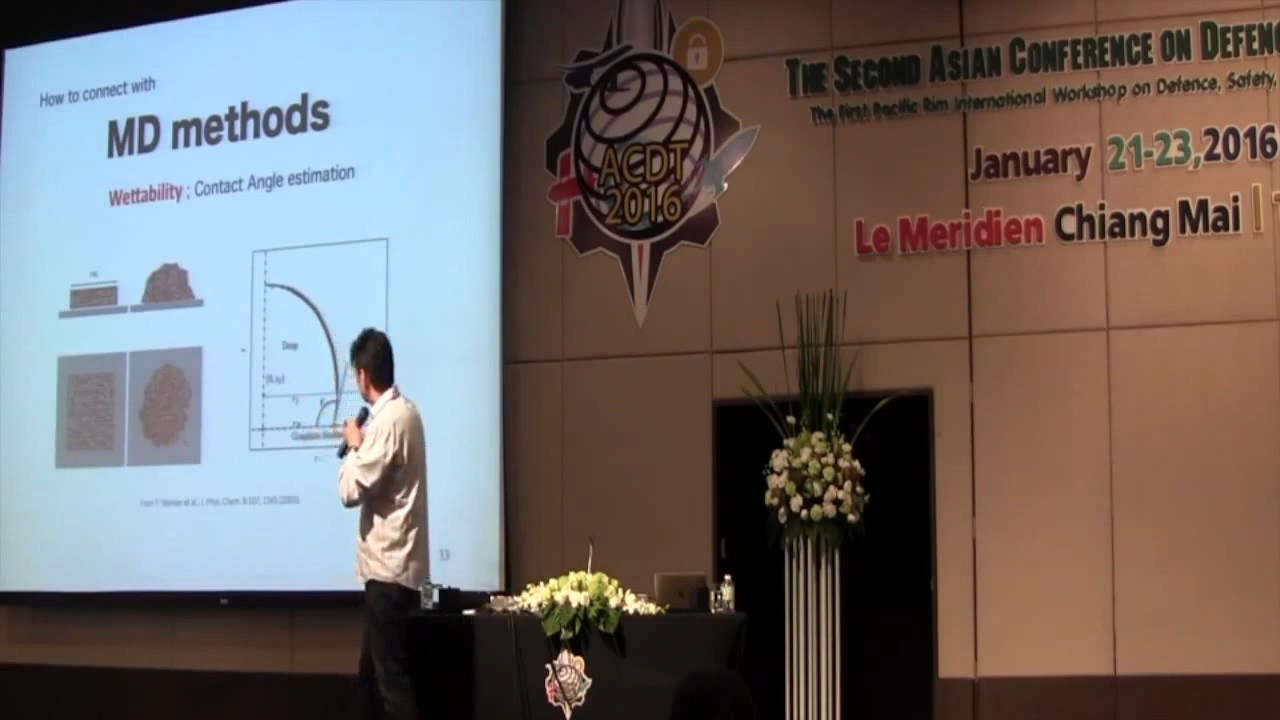 How to connect with
MD methods
Wettability ; Contact Angle estimation
Drop
13
ACDT
2016
THE SECOND ASIAN CONFERENCE ON DEFENC
The First Pacific Rim International Workshop on Defence, Safety,
January 21-23,2016
Le Meridien Chiang Mai |